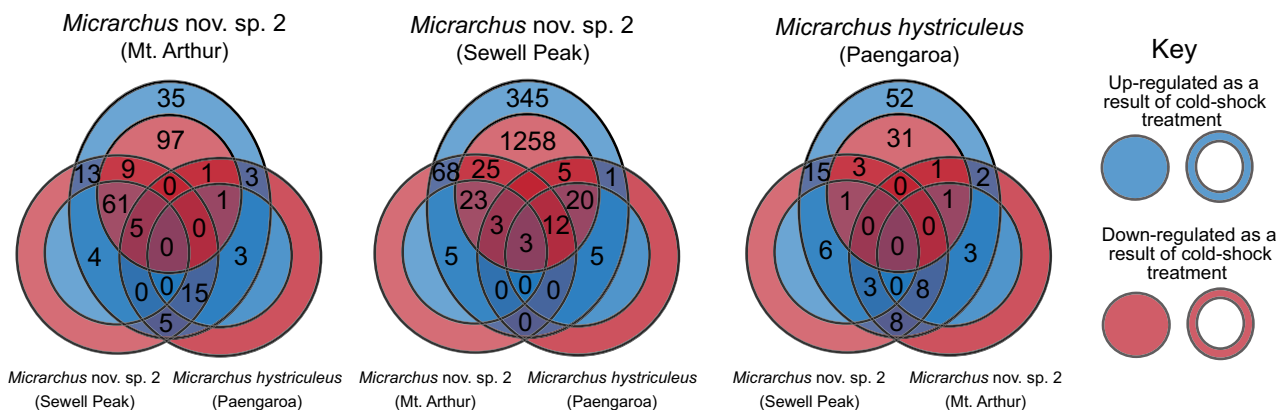 Micrarchus nov. sp. 2
(Mt. Arthur)
35
97
13 9 0 1 3
61 1
5 0
0
4 3
0 0 15
5
Micrarchus nov. sp. 2
(Sewell Peak)
Micrarchus hystriculeus
(Paengaroa)
Micrarchus nov. sp. 2
(Sewell Peak)
345
1258
68 25 5 1
23 20
3 12
3
5 5
0 0 0
0
Micrarchus nov. sp. 2
(Mt. Arthur)
Micrarchus hystriculeus
(Paengaroa)
Micrarchus hystriculeus
(Paengaroa)
52
31
15 3 0 1 2
1 1
0 0
0
6 3
3 0 8
8
Micrarchus nov. sp. 2
(Sewell Peak)
Micrarchus nov. sp. 2
(Mt. Arthur)
Key
Up-regulated as a
result of cold-shock
treatment
Down-regulated as a
result of cold-shock
treatment